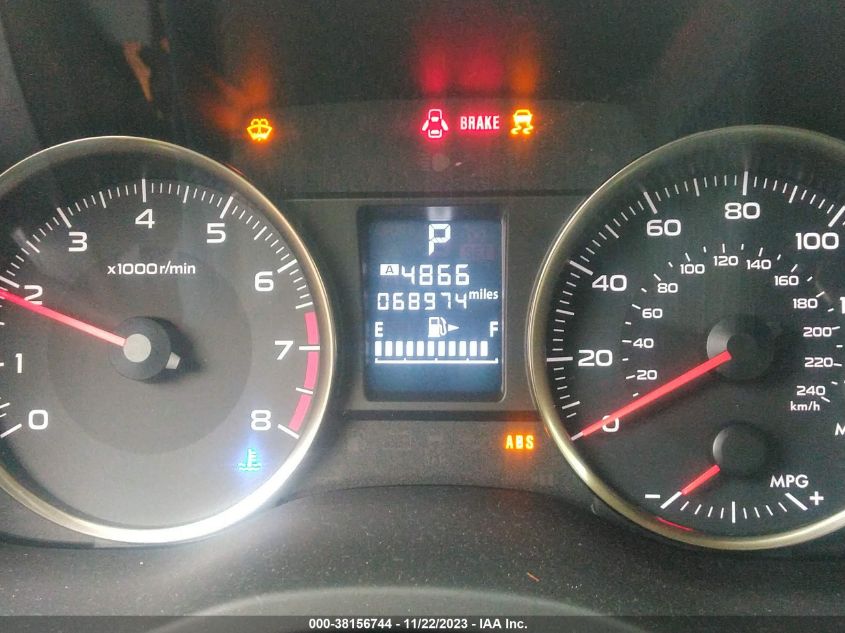 BRAKE
P
A 4866
068974 miles
E F
x1000r/min
0 1 2 3 4 5 6 7 8
ABS
0 20 40 60 80 100
20 40 60 80 100 120 140 160 180 200 220 240
km/h
MPG
- +
000-38156744 - 11/22/2023 - IAA Inc.